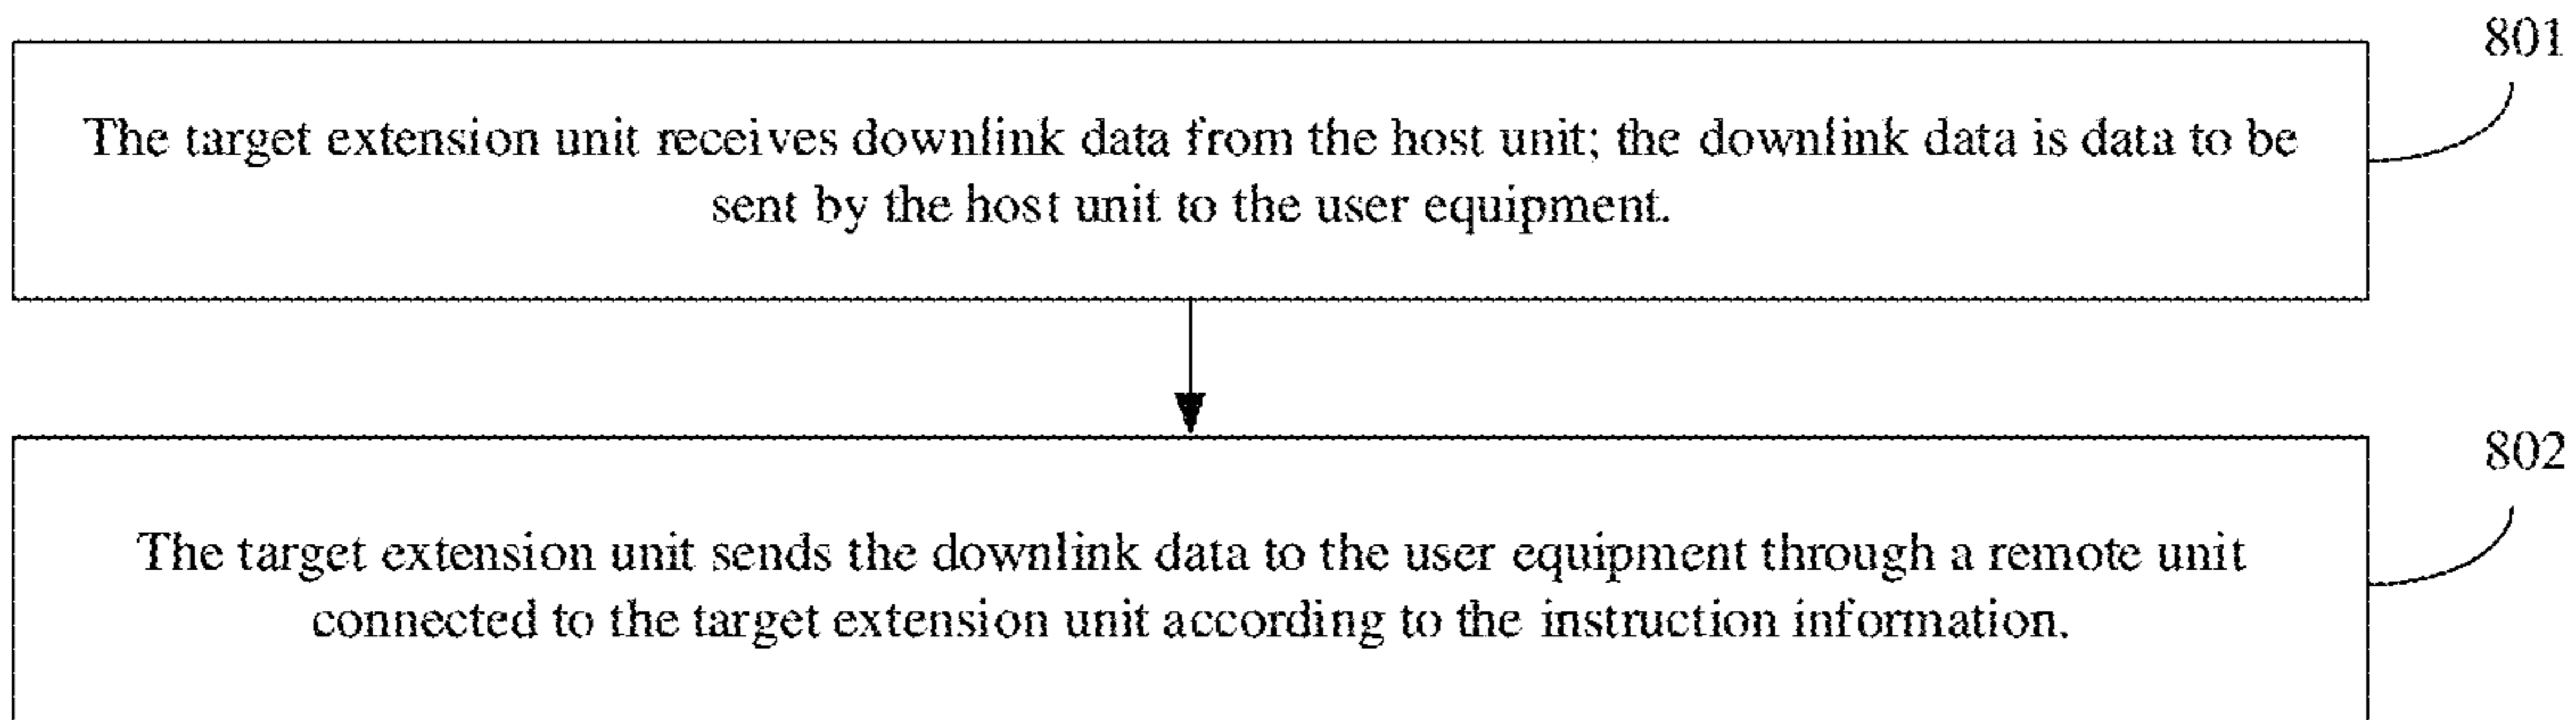 801
The target extension unit receives downlink data from the host unit; the downlink data is data to be
sent by the host unit to the user equipment.
802
The target extension unit sends the downlink data to the user equipment through a remote unit
connected to the target extension unit according to the instruction information.